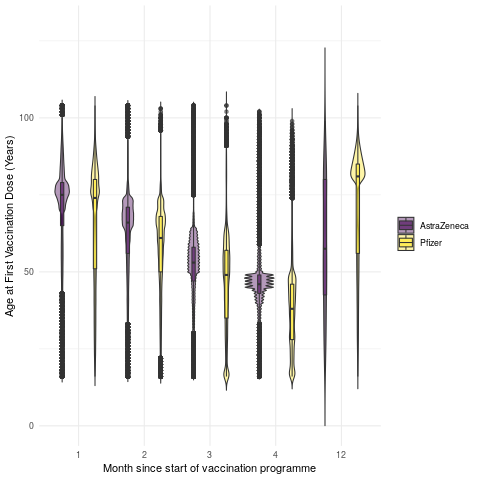 100
50
0
Age at First Vaccination Dose (Years)
1 2 3 4 12
Month since start of vaccination programme
AstraZeneca
Pfizer